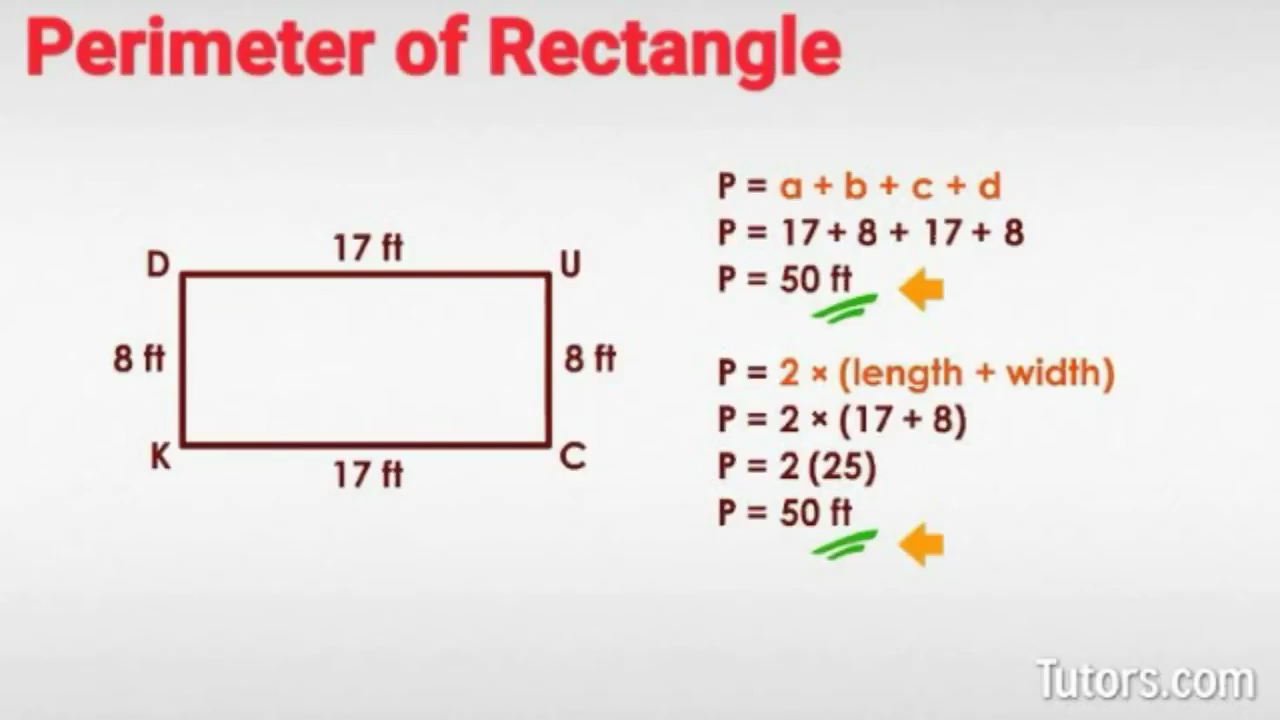 Perimeter of Rectangle
P = a + b + c + d
P = 17 + 8 + 17 + 8
P = 50 ft
17 ft
D
U
8 ft
8 ft
K
C
17 ft
P = 2 × (length + width)
P = 2 × (17 + 8)
P = 2 (25)
P = 50 ft
Tutors.com